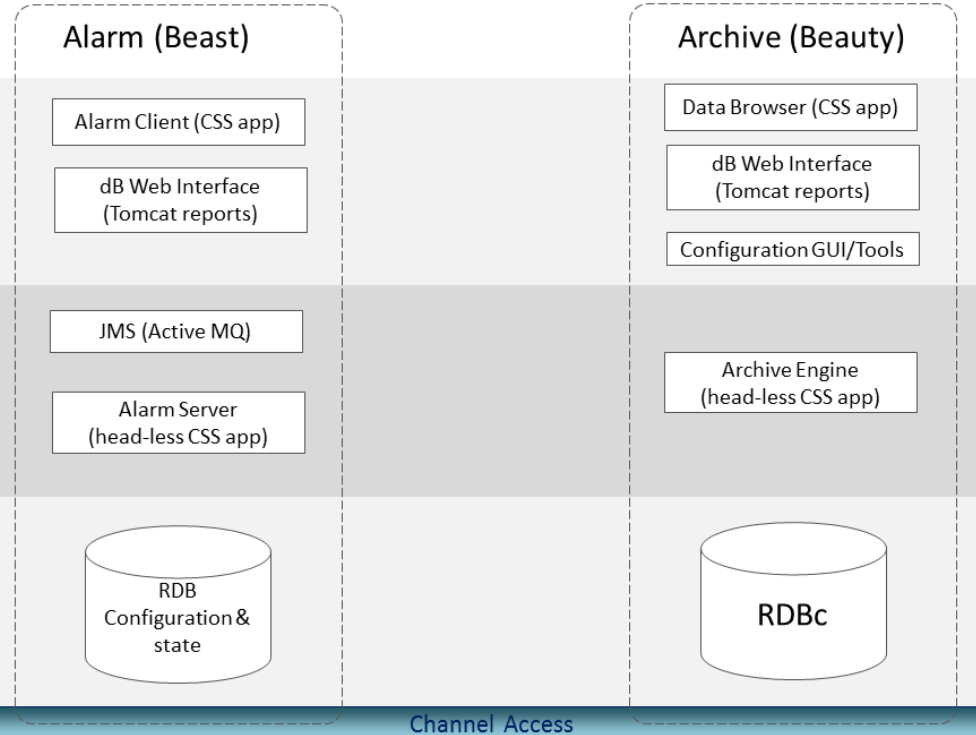 Alarm (Beast)
Alarm Client (CSS app)
dB Web Interface
(Tomcat reports)
JMS (Active MQ)
Alarm Server
(head-less CSS app)
RDB
Configuration &
state
Archive (Beauty)
Data Browser (CSS app)
dB Web Interface
(Tomcat reports)
Configuration GUI/Tools
Archive Engine
(head-less CSS app)
RDBc
Channel Access